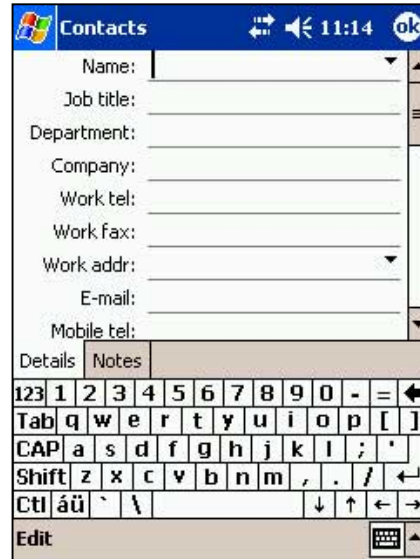 Contacts 11:14 ok
Name:
Job title:
Department:
Company:
Work tel:
Work fax:
Work addr:
E-mail:
Mobile tel:
Details Notes
123 1 2 3 4 5 6 7 8 9 0 - = ←
Tab q w e r t y u i o p [ ]
CAP a s d f g h j k l ; '
Shift z x c v b n m , . / ↵
Ctl áü ` \ ↓ ↑ ← →
Edit